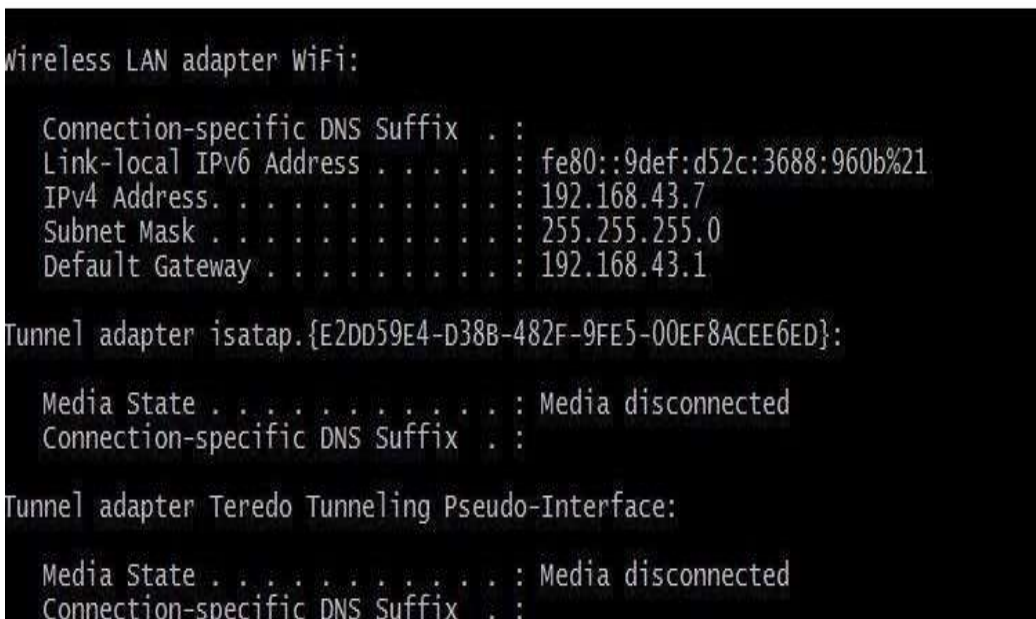 Wireless LAN adapter WiFi:
Connection-specific DNS Suffix . :
Link-local IPv6 Address . . . . . : fe80::9def:d52c:3688:960b%21
IPv4 Address. . . . . . . . . . . : 192.168.43.7
Subnet Mask . . . . . . . . . . . : 255.255.255.0
Default Gateway . . . . . . . . . : 192.168.43.1
Tunnel adapter isatap.{E2DD59E4-D38B-482F-9FE5-00EF8ACEE6ED}:
Media State . . . . . . . . . . . : Media disconnected
Connection-specific DNS Suffix . :
Tunnel adapter Teredo Tunneling Pseudo-Interface:
Media State . . . . . . . . . . . : Media disconnected
Connection-specific DNS Suffix . :